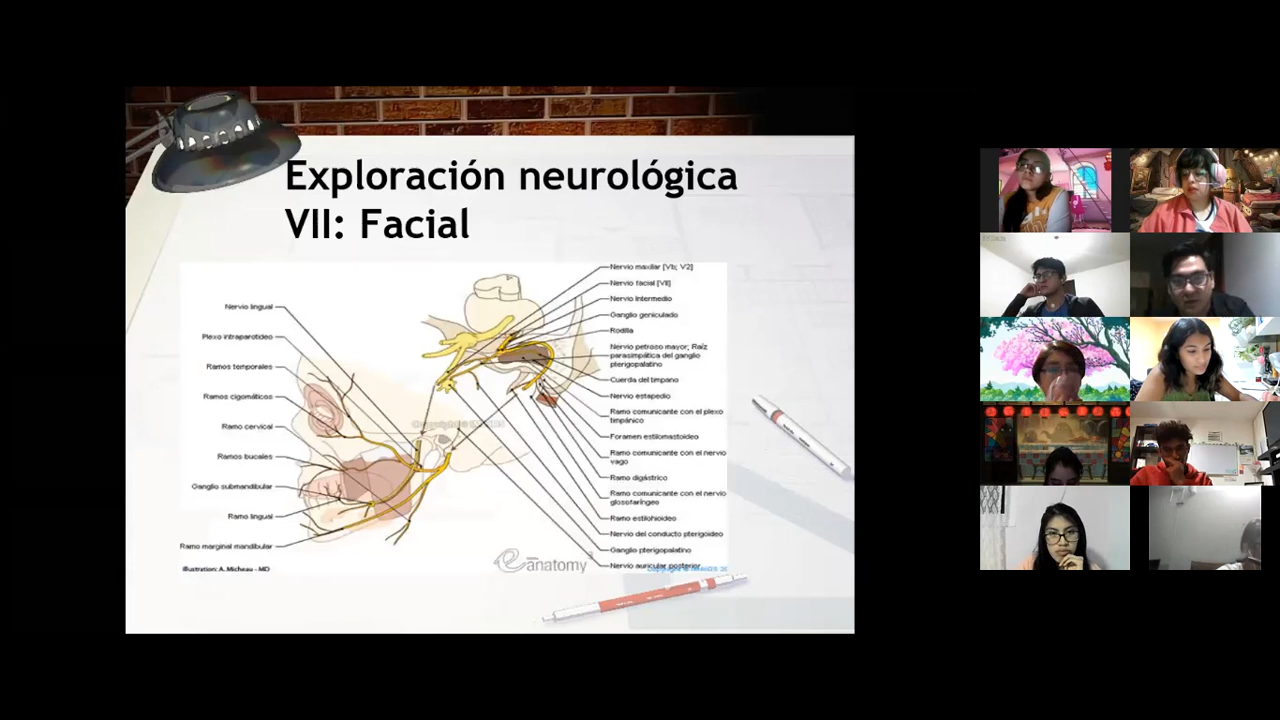 Exploración neurológica
VII: Facial
Nervio lingual
Plexo intraparotideo
Ramos temporales
Ramos cigomáticos
Ramo cervical
Ramos bucales
Ganglio submandibular
Ramo lingual
Ramo marginal mandibular
Nervio maxilar [Vb; V2]
Nervio facial [VII]
Nervio Intermedio
Ganglio geniculado
Rodilla
Nervio petroso mayor; Raíz
parasimpática del ganglio
pterigopalatino
Cuerda del tímpano
Nervio estapedio
Ramo comunicante con el plexo
timpánico
Foramen estilomastoideo
Ramo comunicante con el nervio
vago
Ramo digástrico
Ramo comunicante con el nervio
glosofaríngeo
Ramo estilohioideo
Nervio del conducto pterigoideo
Ganglio pterigopalatino
Nervio auricular posterior
Illustration: A. Micheau - MD
e anatomy